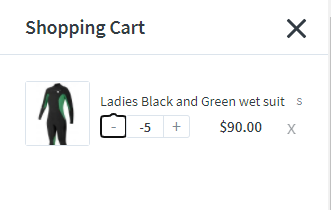 Shopping Cart
Ladies Black and Green wet suit s
- -5 + $90.00 X